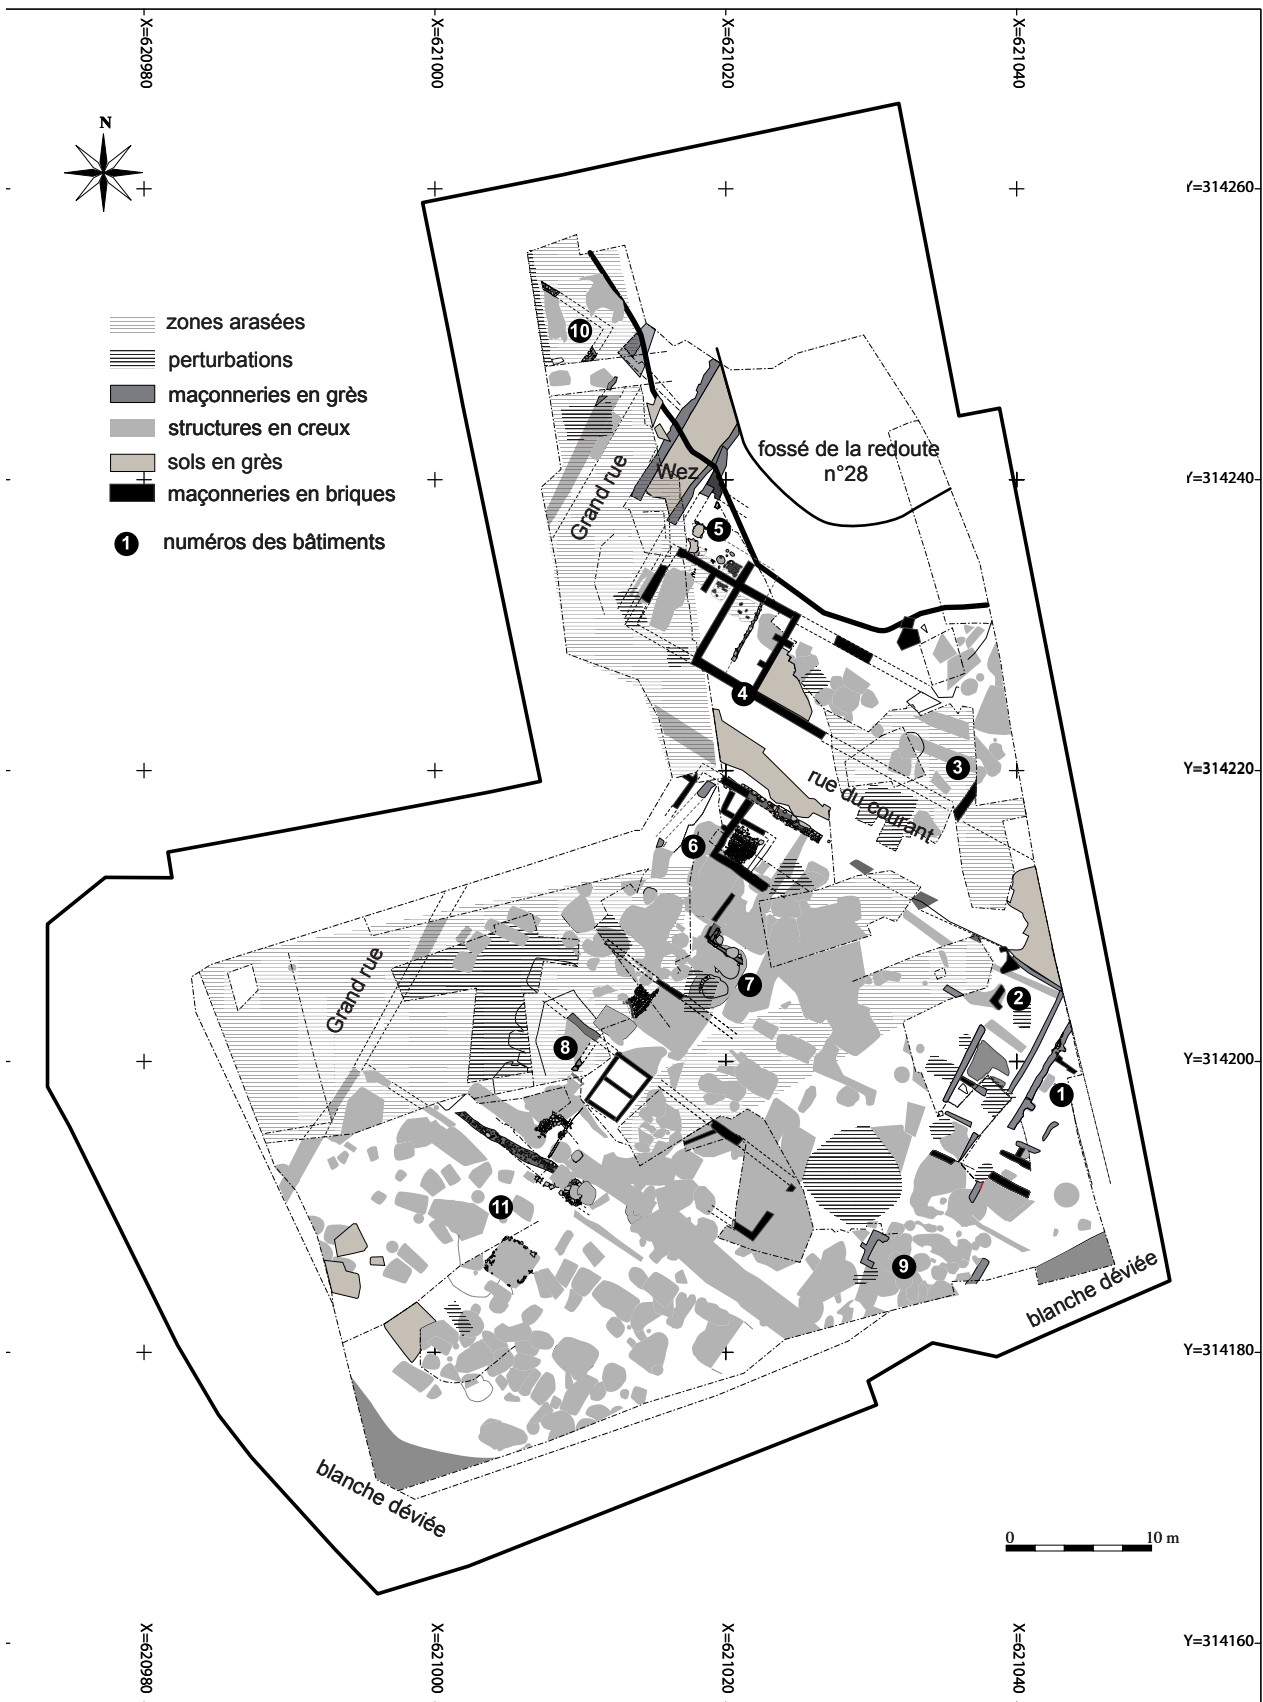 X=620980
X=621000
X=621020
X=621040
N
Y=314260
zones arasées
perturbations
maçonneries en grès
structures en creux
sols en grès
maçonneries en briques
1 numéros des bâtiments
10
fossé de la redoute
n°28
Wez
Grand rue
Y=314240
5
4
3
Y=314220
rue du courant
6
Grand rue
7
2
8
Y=314200
1
11
9
blanche déviée
Y=314180
blanche déviée
0 10 m
X=620980
X=621000
X=621020
X=621040
Y=314160